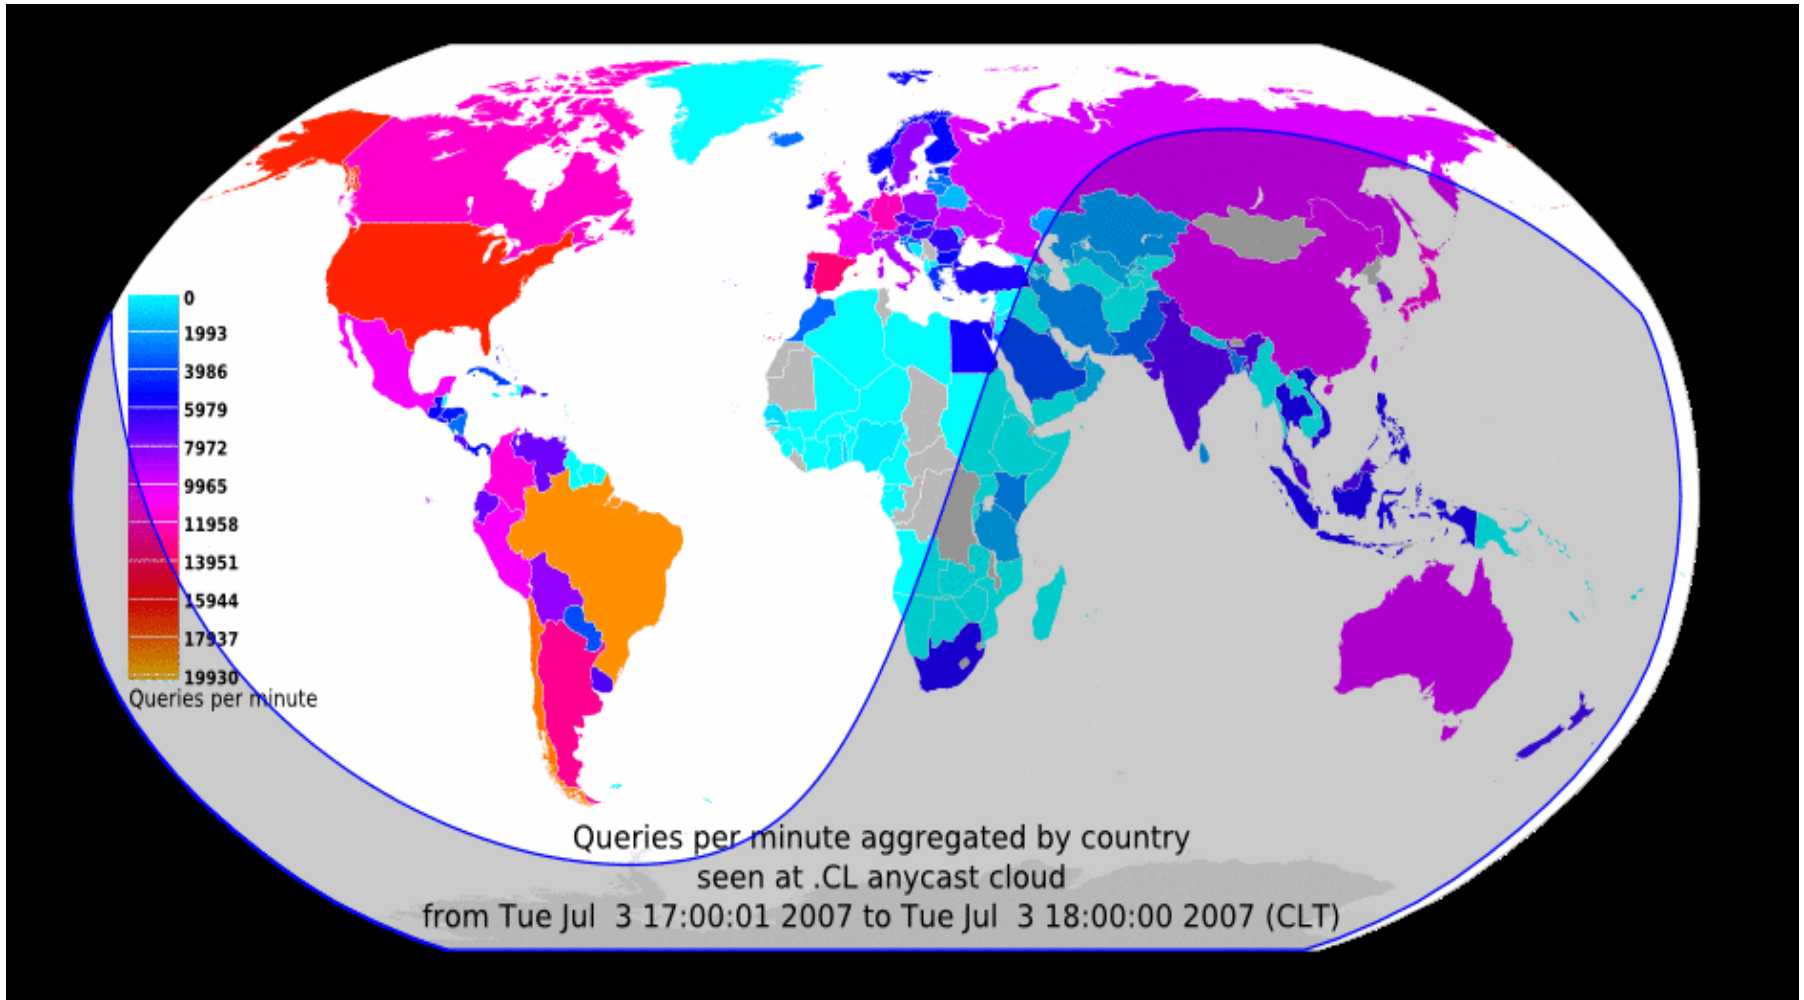 0
1993
3986
5979
7972
9965
11958
13951
15944
17937
19930
Queries per minute
Queries per minute aggregated by country
seen at .CL anycast cloud
from Tue Jul  3 17:00:01 2007 to Tue Jul  3 18:00:00 2007 (CLT)